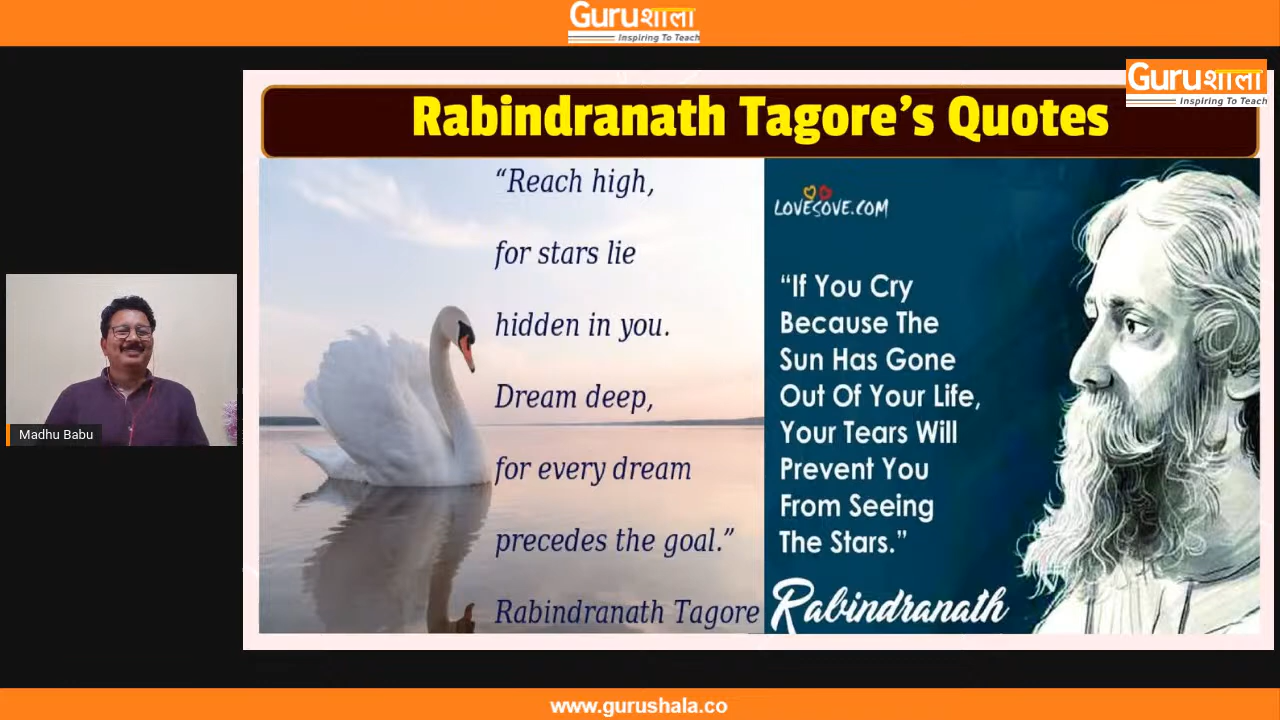 Guruशाला
Inspiring To Teach
Guruशाला
Inspiring To Teach
Rabindranath Tagore’s Quotes
“Reach high,
for stars lie
hidden in you.
Dream deep,
for every dream
precedes the goal.”
Rabindranath Tagore
LOVESOVE.COM
“If You Cry
Because The
Sun Has Gone
Out Of Your Life,
Your Tears Will
Prevent You
From Seeing
The Stars.”
Rabindranath
Madhu Babu
www.gurushala.co